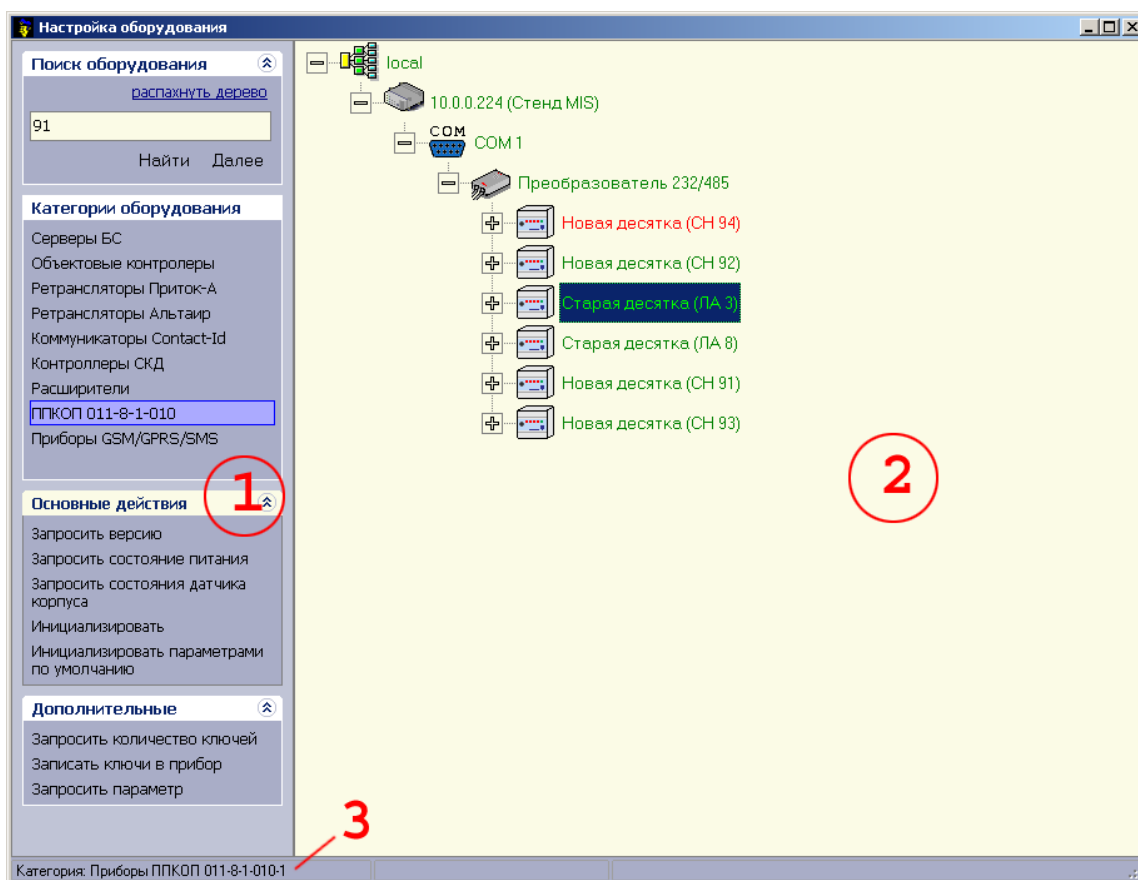 Настройка оборудования
Поиск оборудования
распахнуть дерево
91
Найти Далее
Категории оборудования
Серверы БС
Объектовые контролеры
Ретрансляторы Приток-А
Ретрансляторы Альтаир
Коммуникаторы Contact-Id
Контроллеры СКД
Расширители
ППКОП 011-8-1-010
Приборы GSM/GPRS/SMS
1
Основные действия
Запросить версию
Запросить состояние питания
Запросить состояния датчика
корпуса
Инициализировать
Инициализировать параметрами
по умолчанию
Дополнительные
Запросить количество ключей
Записать ключи в прибор
Запросить параметр
local
10.0.0.224 (Стенд MIS)
COM
COM 1
Преобразователь 232/485
Новая десятка (СН 94)
Новая десятка (СН 92)
Старая десятка (ЛА 3)
Старая десятка (ЛА 8)
Новая десятка (СН 91)
Новая десятка (СН 93)
2
3
Категория: Приборы ППКОП 011-8-1-010-1